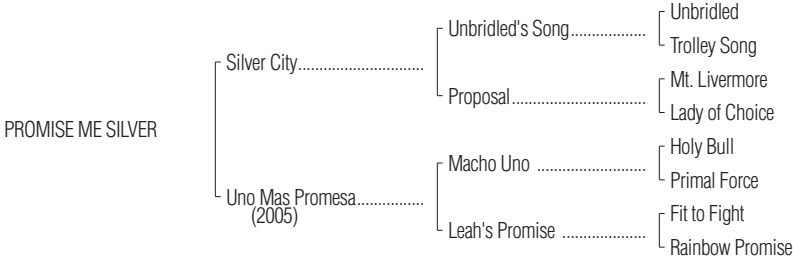 Unbridled
Unbridled's Song..................
Trolley Song
Silver City..............................
Mt. Livermore
Proposal................................
Lady of Choice
PROMISE ME SILVER
Holy Bull
Macho Uno ..........................
Primal Force
Uno Mas Promesa................
(2005)
Fit to Fight
Leah's Promise ....................
Rainbow Promise